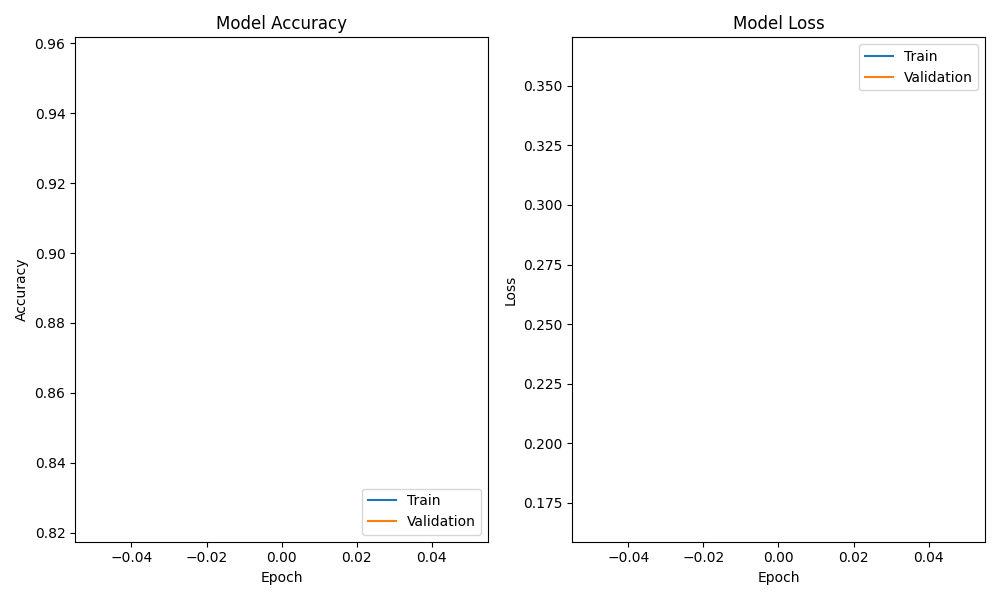 Model Accuracy
0.96
0.94
0.92
0.90
0.88
0.86
0.84
0.82
Accuracy
−0.04 −0.02 0.00 0.02 0.04
Epoch
Train
Validation
Model Loss
0.350
0.325
0.300
0.275
0.250
0.225
0.200
0.175
Loss
−0.04 −0.02 0.00 0.02 0.04
Epoch
Train
Validation